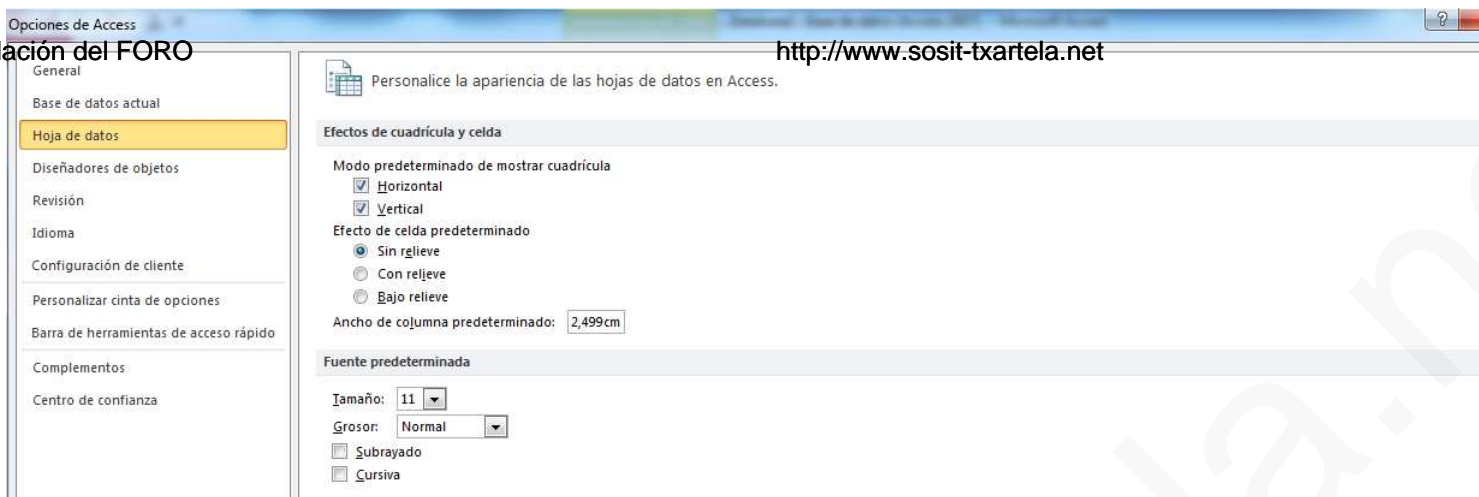 Opciones de Access
lación del FORO
http://www.sosit-txartela.net
General
Base de datos actual
Hoja de datos
Diseñadores de objetos
Revisión
Idioma
Configuración de cliente
Personalizar cinta de opciones
Barra de herramientas de acceso rápido
Complementos
Centro de confianza
Personalice la apariencia de las hojas de datos en Access.
Efectos de cuadrícula y celda
Modo predeterminado de mostrar cuadrícula
Horizontal
Vertical
Efecto de celda predeterminado
Sin relieve
Con relieve
Bajo relieve
Ancho de columna predeterminado: 2,499cm
Fuente predeterminada
Tamaño: 11
Grosor: Normal
Subrayado
Cursiva